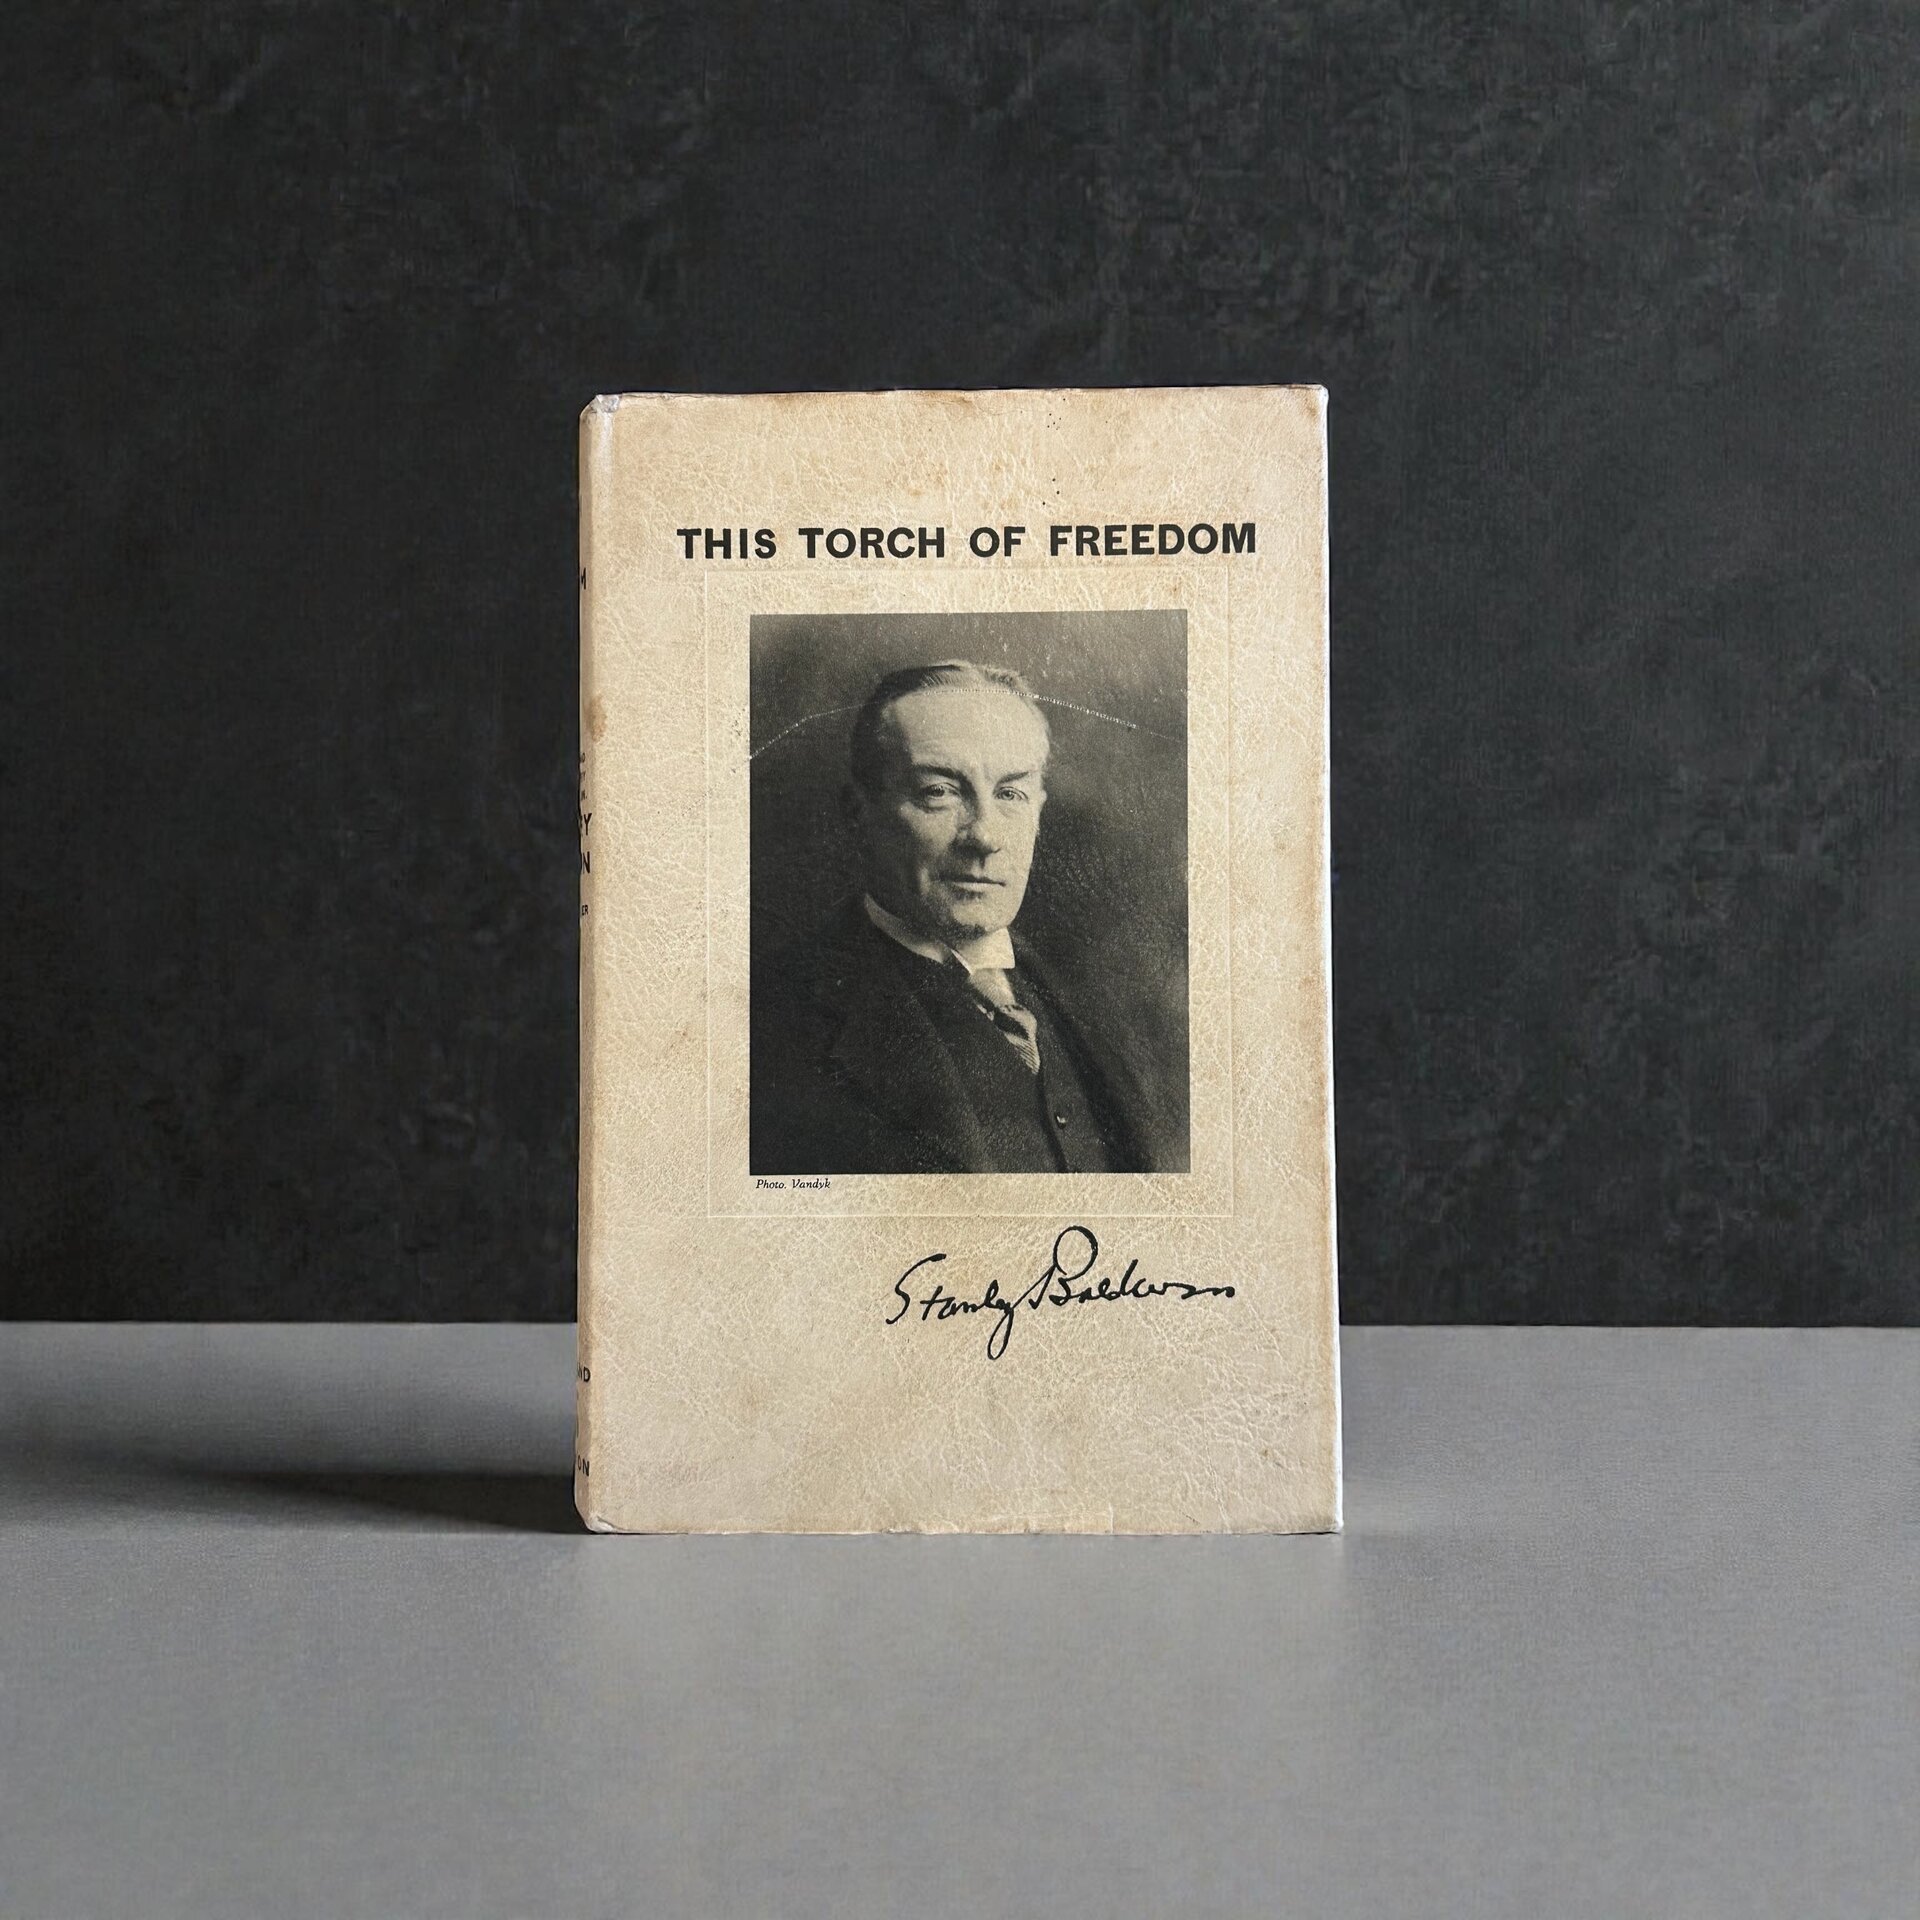 THIS TORCH OF FREEDOM
Photo. Vandyk
Stanley Baldwin